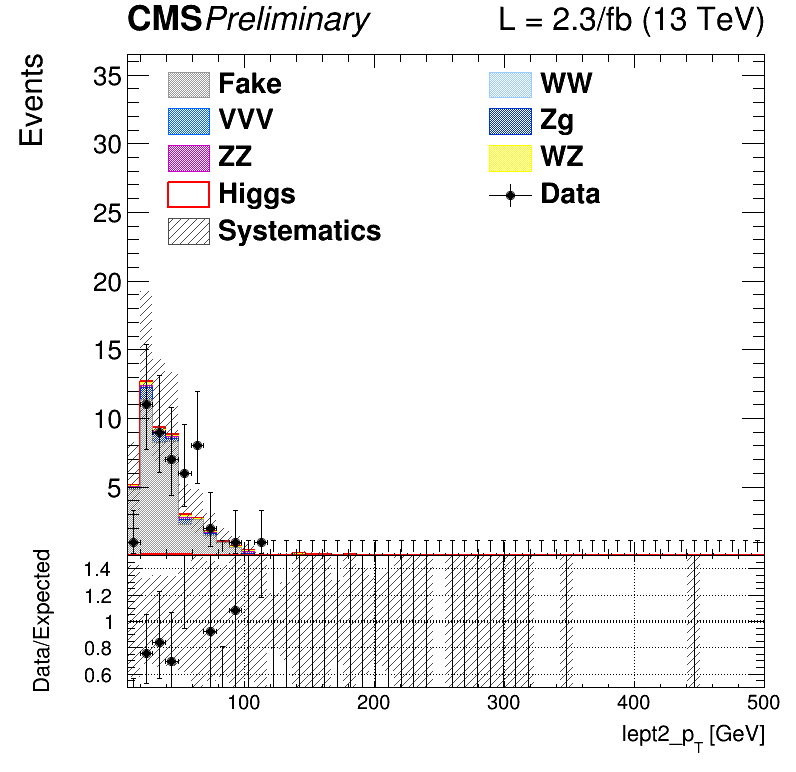 CMS Preliminary L = 2.3/fb (13 TeV)
Events
35
30
25
20
15
10
5
Fake WW
VVV Zg
ZZ WZ
Higgs Data
Systematics
Data/Expected
1.4
1.2
1
0.8
0.6
100 200 300 400 500
lept2_p_T [GeV]